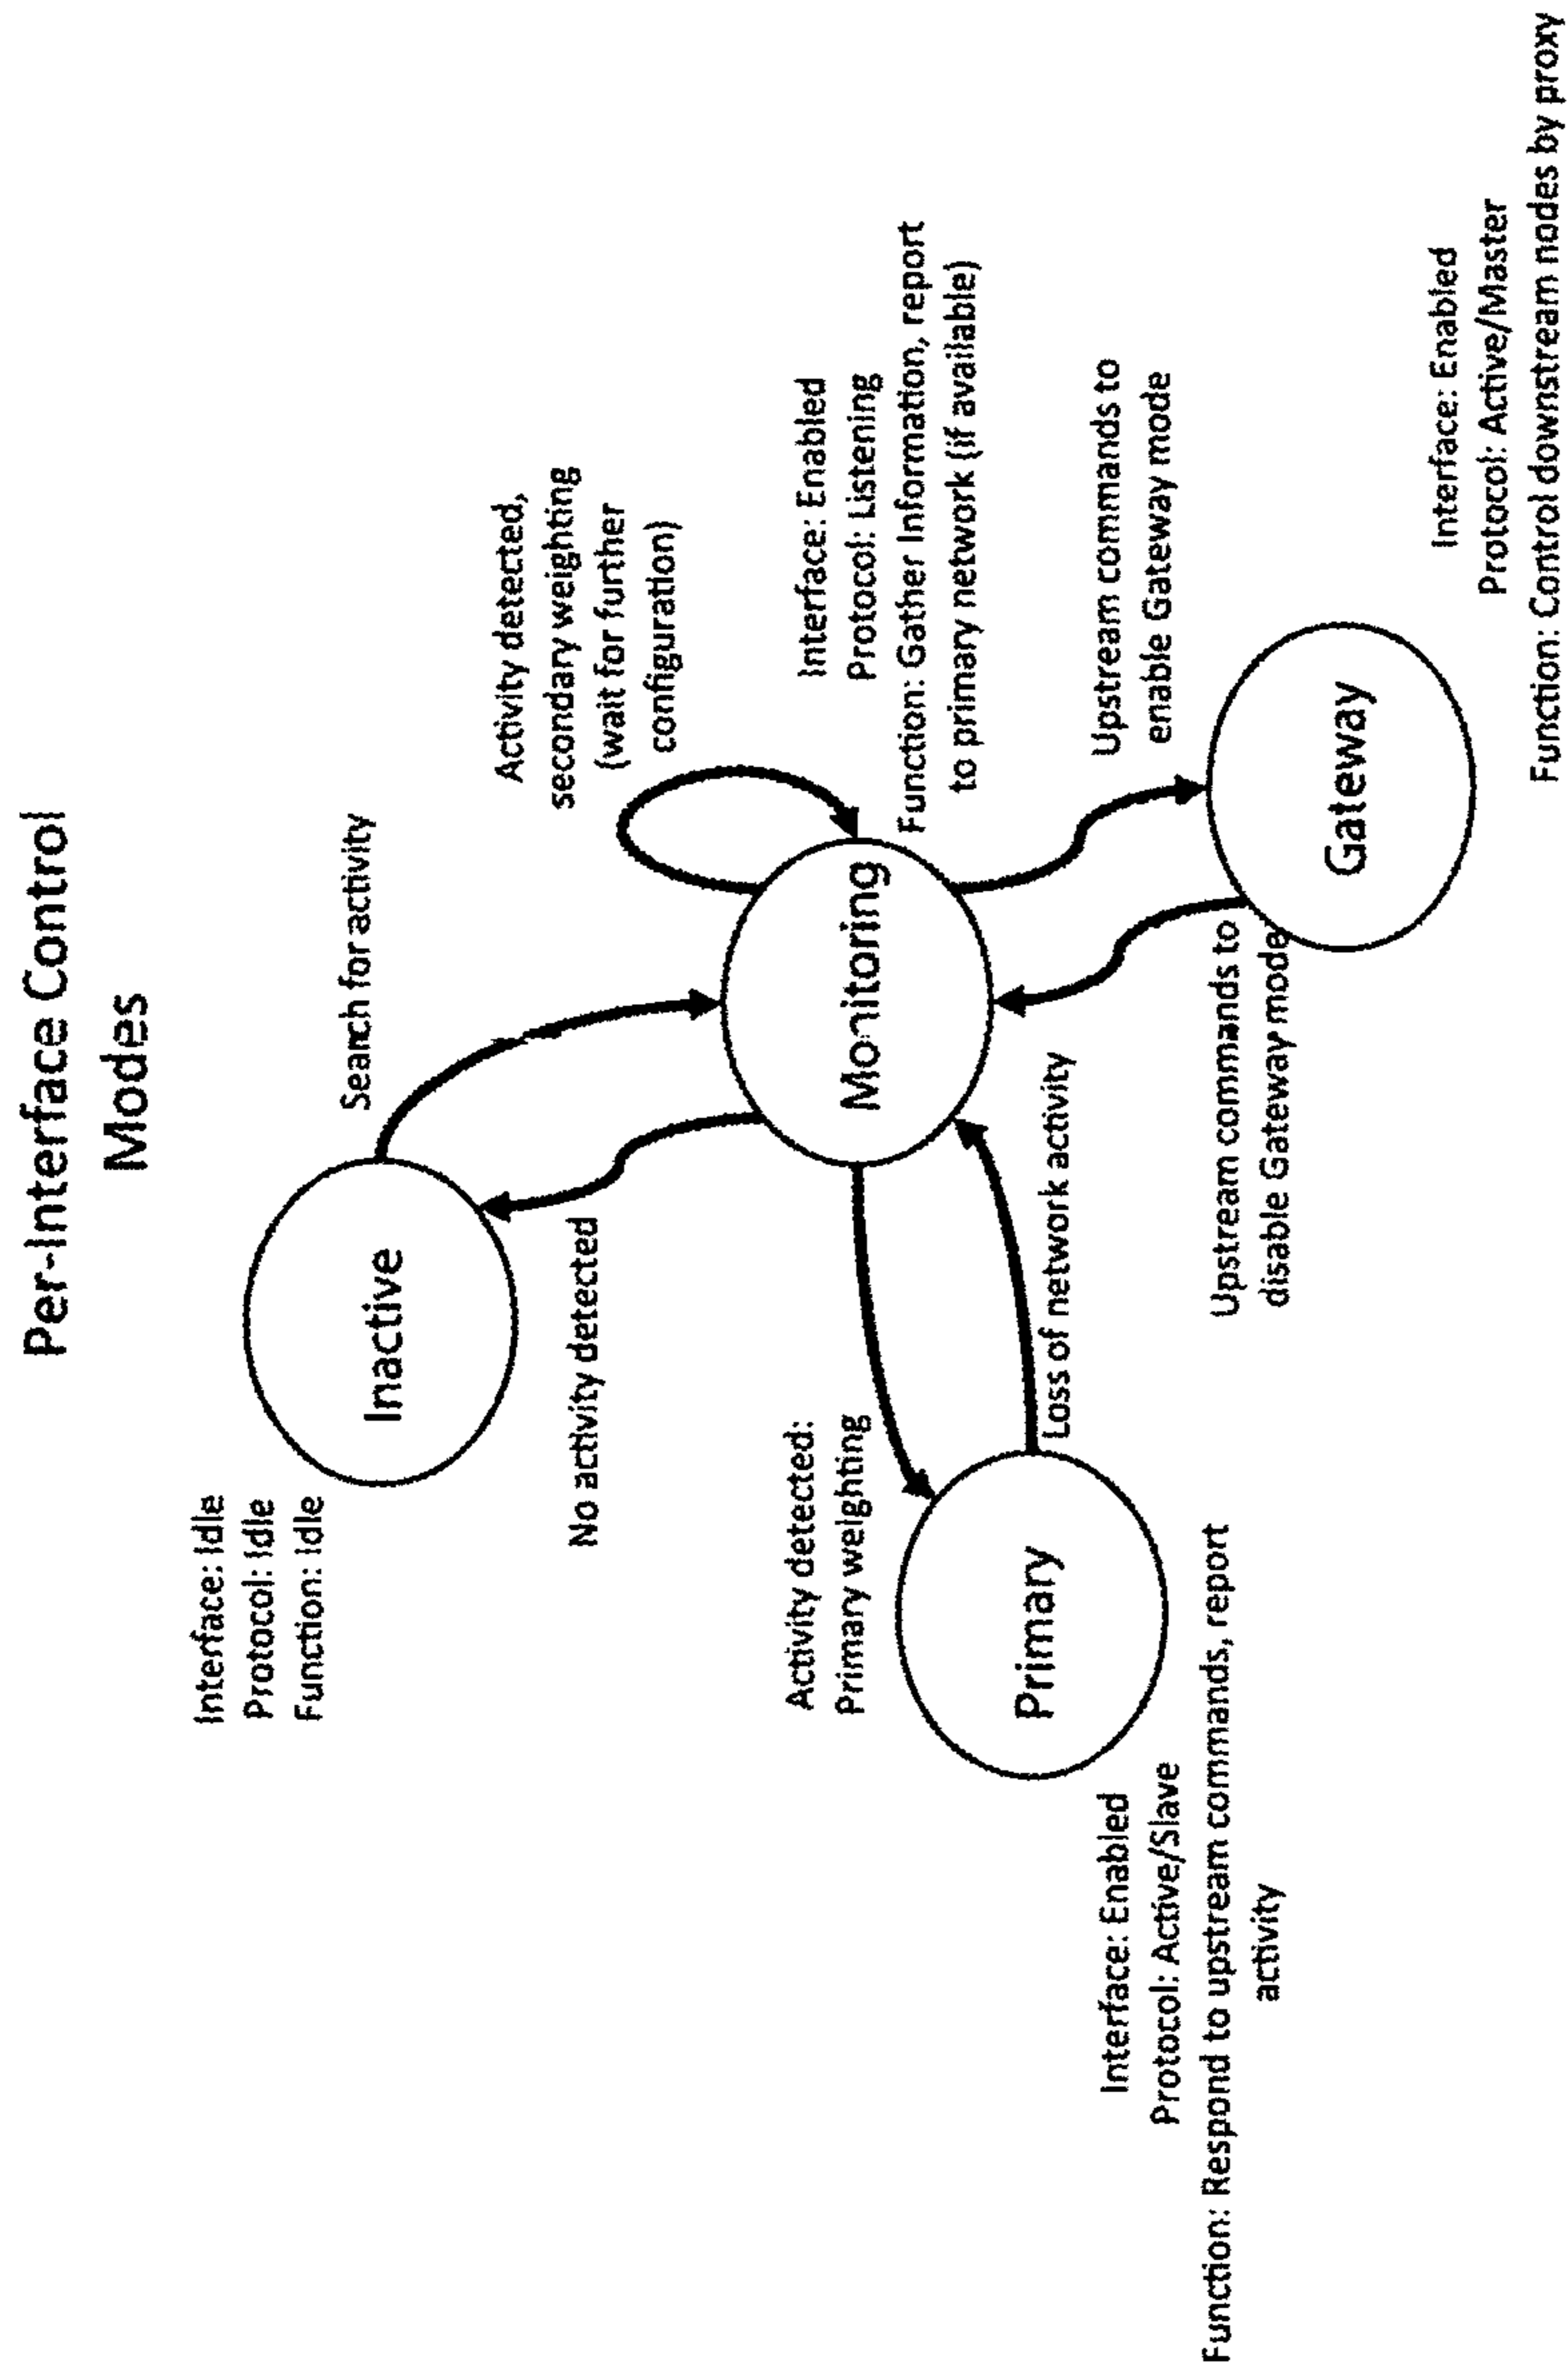 Per-Interface Control
Modes
Interface: Idle
Protocol: Idle
Function: Idle
Inactive
Search for activity
No activity detected
Activity detected,
secondary weighting
(wait for further
configuration)
Activity detected:
Primary weighting
Monitoring
Interface: Enabled
Protocol: Listening
Function: Gather Information, report
to primary network (if available)
Primary
Loss of network activity
Upstream commands to
enable Gateway mode
Interface: Enabled
Protocol: Active/Slave
Function: Respond to upstream commands, report
activity
Upstream commands to
disable Gateway mode
Gateway
Interface: Enabled
Protocol: Active/Master
Function: Control downstream nodes by proxy